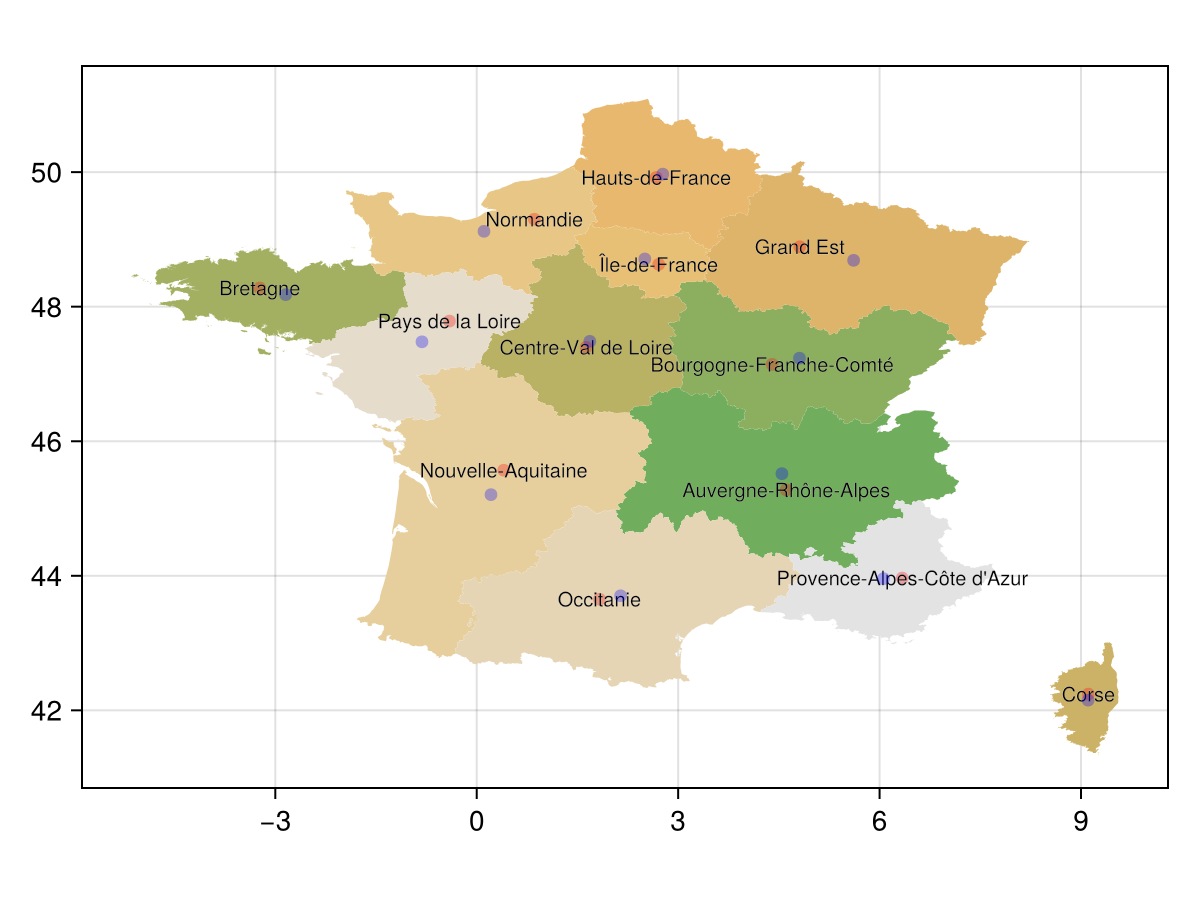 50
48
46
44
42
Hauts-de-France
Normandie
Grand Est
Île-de-France
Bretagne
Pays de la Loire
Centre-Val de Loire
Bourgogne-Franche-Comté
Nouvelle-Aquitaine
Auvergne-Rhône-Alpes
Provence-Alpes-Côte d'Azur
Occitanie
Corse
−3 0 3 6 9